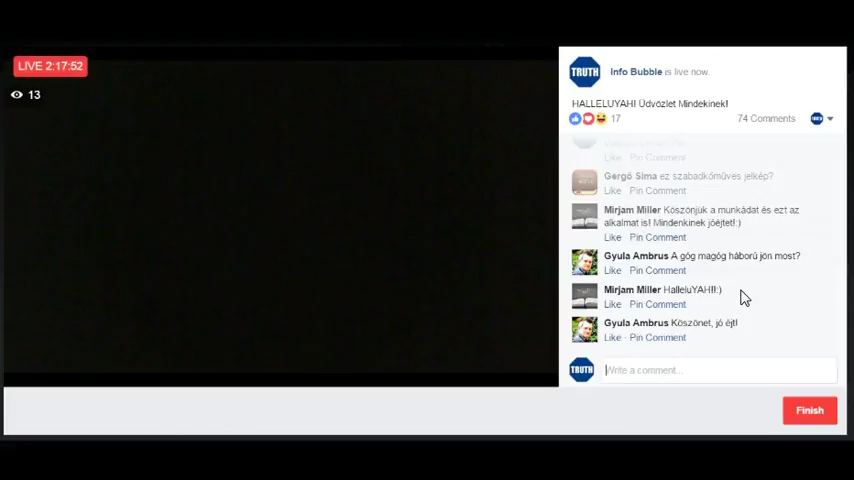 LIVE 2:17:52
13
TRUTH
Info Bubble is live now.
HALLELUYAH! Üdvözlet Mindekinek!
17
74 Comments
TRUTH
Like · Pin Comment
Gergö Sima ez szabadkőműves jelkép?
Like · Pin Comment
Mirjam Miller Köszönjük a munkádat és ezt az
alkalmat is! Mindenkinek jóéjtet!:)
Like · Pin Comment
Gyula Ambrus A góg magóg háború jön most?
Like · Pin Comment
Mirjam Miller HalleluYAH!!:)
Like · Pin Comment
Gyula Ambrus Köszönet, jó éjt!
Like · Pin Comment
TRUTH
Write a comment...
Finish